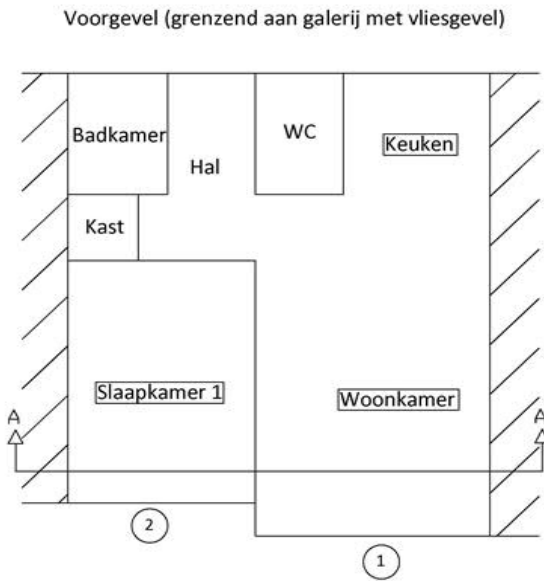 Voorgevel (grenzend aan galerij met vliesgevel)
Badkamer
WC
Keuken
Hal
Kast
Slaapkamer 1
Woonkamer
A
A
2
1